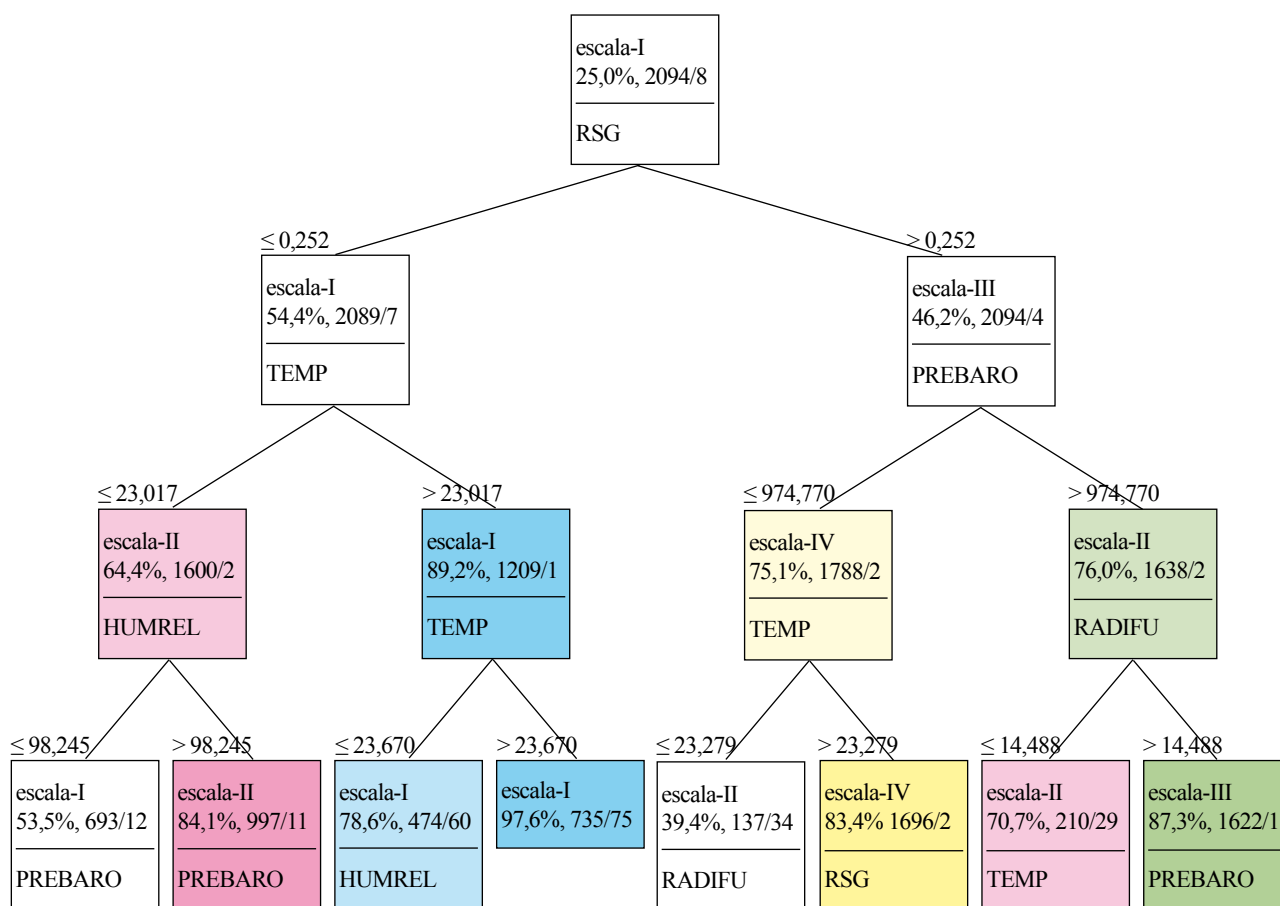 escala-I
25,0%, 2094/8
RSG
≤ 0,252
> 0,252
escala-I
54,4%, 2089/7
TEMP
escala-III
46,2%, 2094/4
PREBARO
≤ 23,017
> 23,017
≤ 974,770
> 974,770
escala-II
64,4%, 1600/2
HUMREL
escala-I
89,2%, 1209/1
TEMP
escala-IV
75,1%, 1788/2
TEMP
escala-II
76,0%, 1638/2
RADIFU
≤ 98,245
> 98,245
≤ 23,670
> 23,670
≤ 23,279
> 23,279
≤ 14,488
> 14,488
escala-I
53,5%, 693/12
PREBARO
escala-II
84,1%, 997/11
PREBARO
escala-I
78,6%, 474/60
HUMREL
escala-I
97,6%, 735/75
escala-II
39,4%, 137/34
RADIFU
escala-IV
83,4% 1696/2
RSG
escala-II
70,7%, 210/29
TEMP
escala-III
87,3%, 1622/1
PREBARO